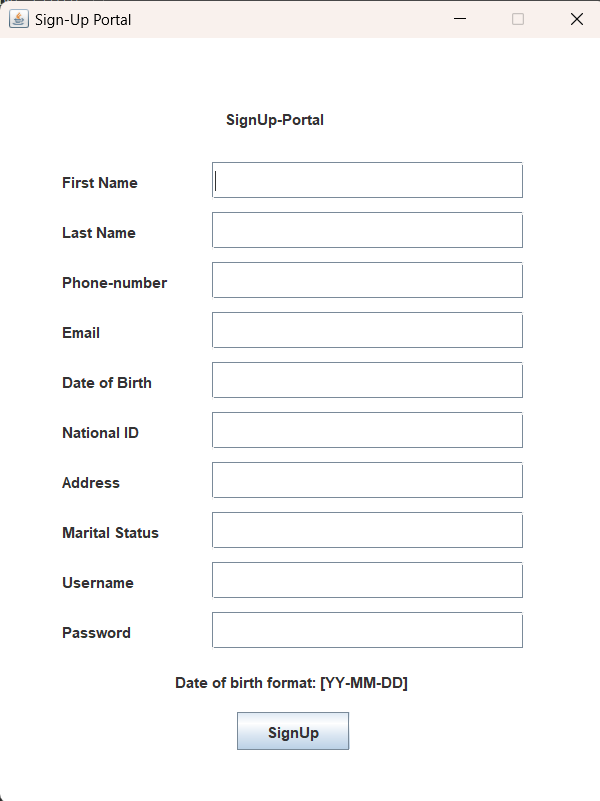 Sign-Up Portal
SignUp-Portal
First Name
Last Name
Phone-number
Email
Date of Birth
National ID
Address
Marital Status
Username
Password
Date of birth format: [YY-MM-DD]
SignUp